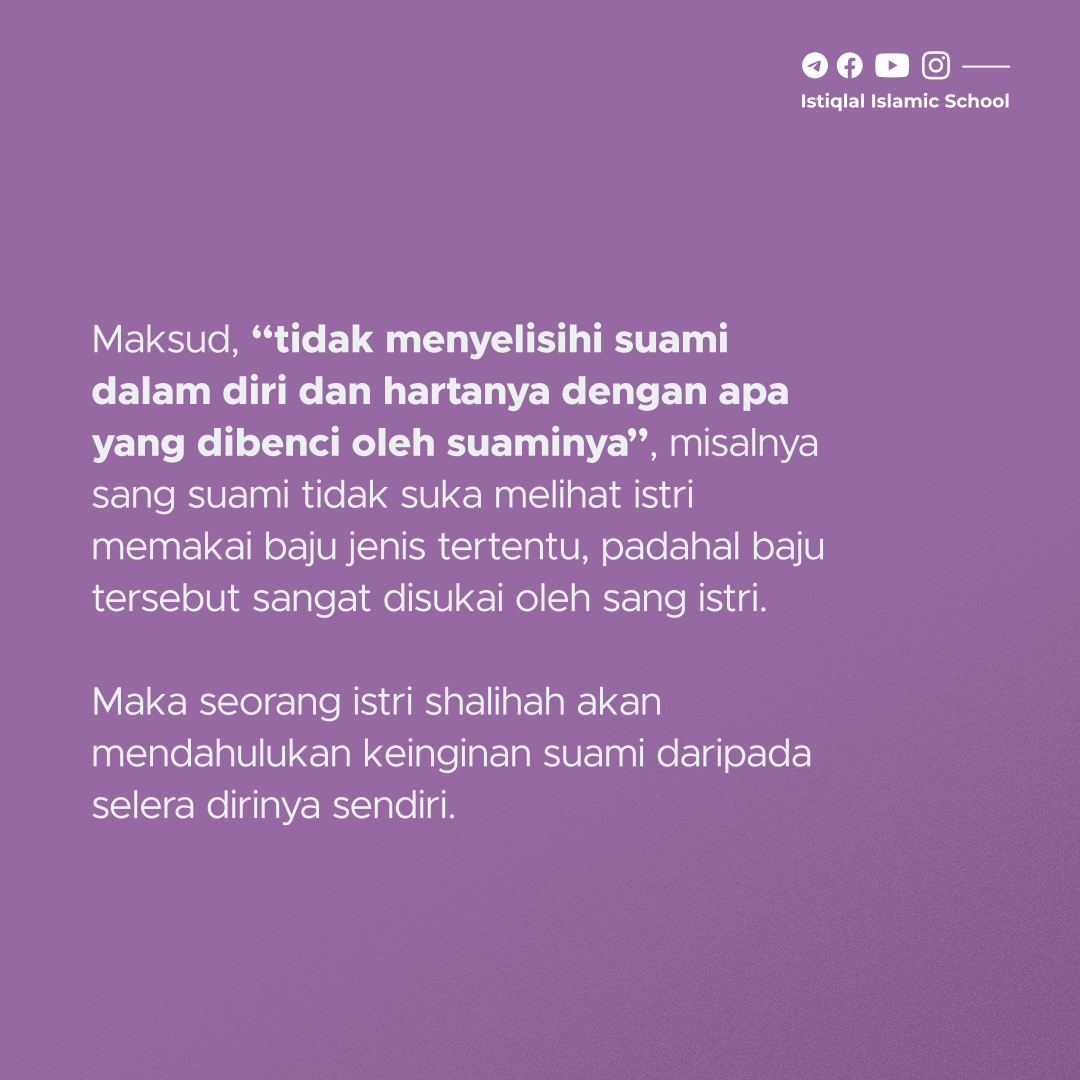 Istiqlal Islamic School
Maksud, “tidak menyelisihi suami
dalam diri dan hartanya dengan apa
yang dibenci oleh suaminya”, misalnya
sang suami tidak suka melihat istri
memakai baju jenis tertentu, padahal baju
tersebut sangat disukai oleh sang istri.
Maka seorang istri shalihah akan
mendahulukan keinginan suami daripada
selera dirinya sendiri.